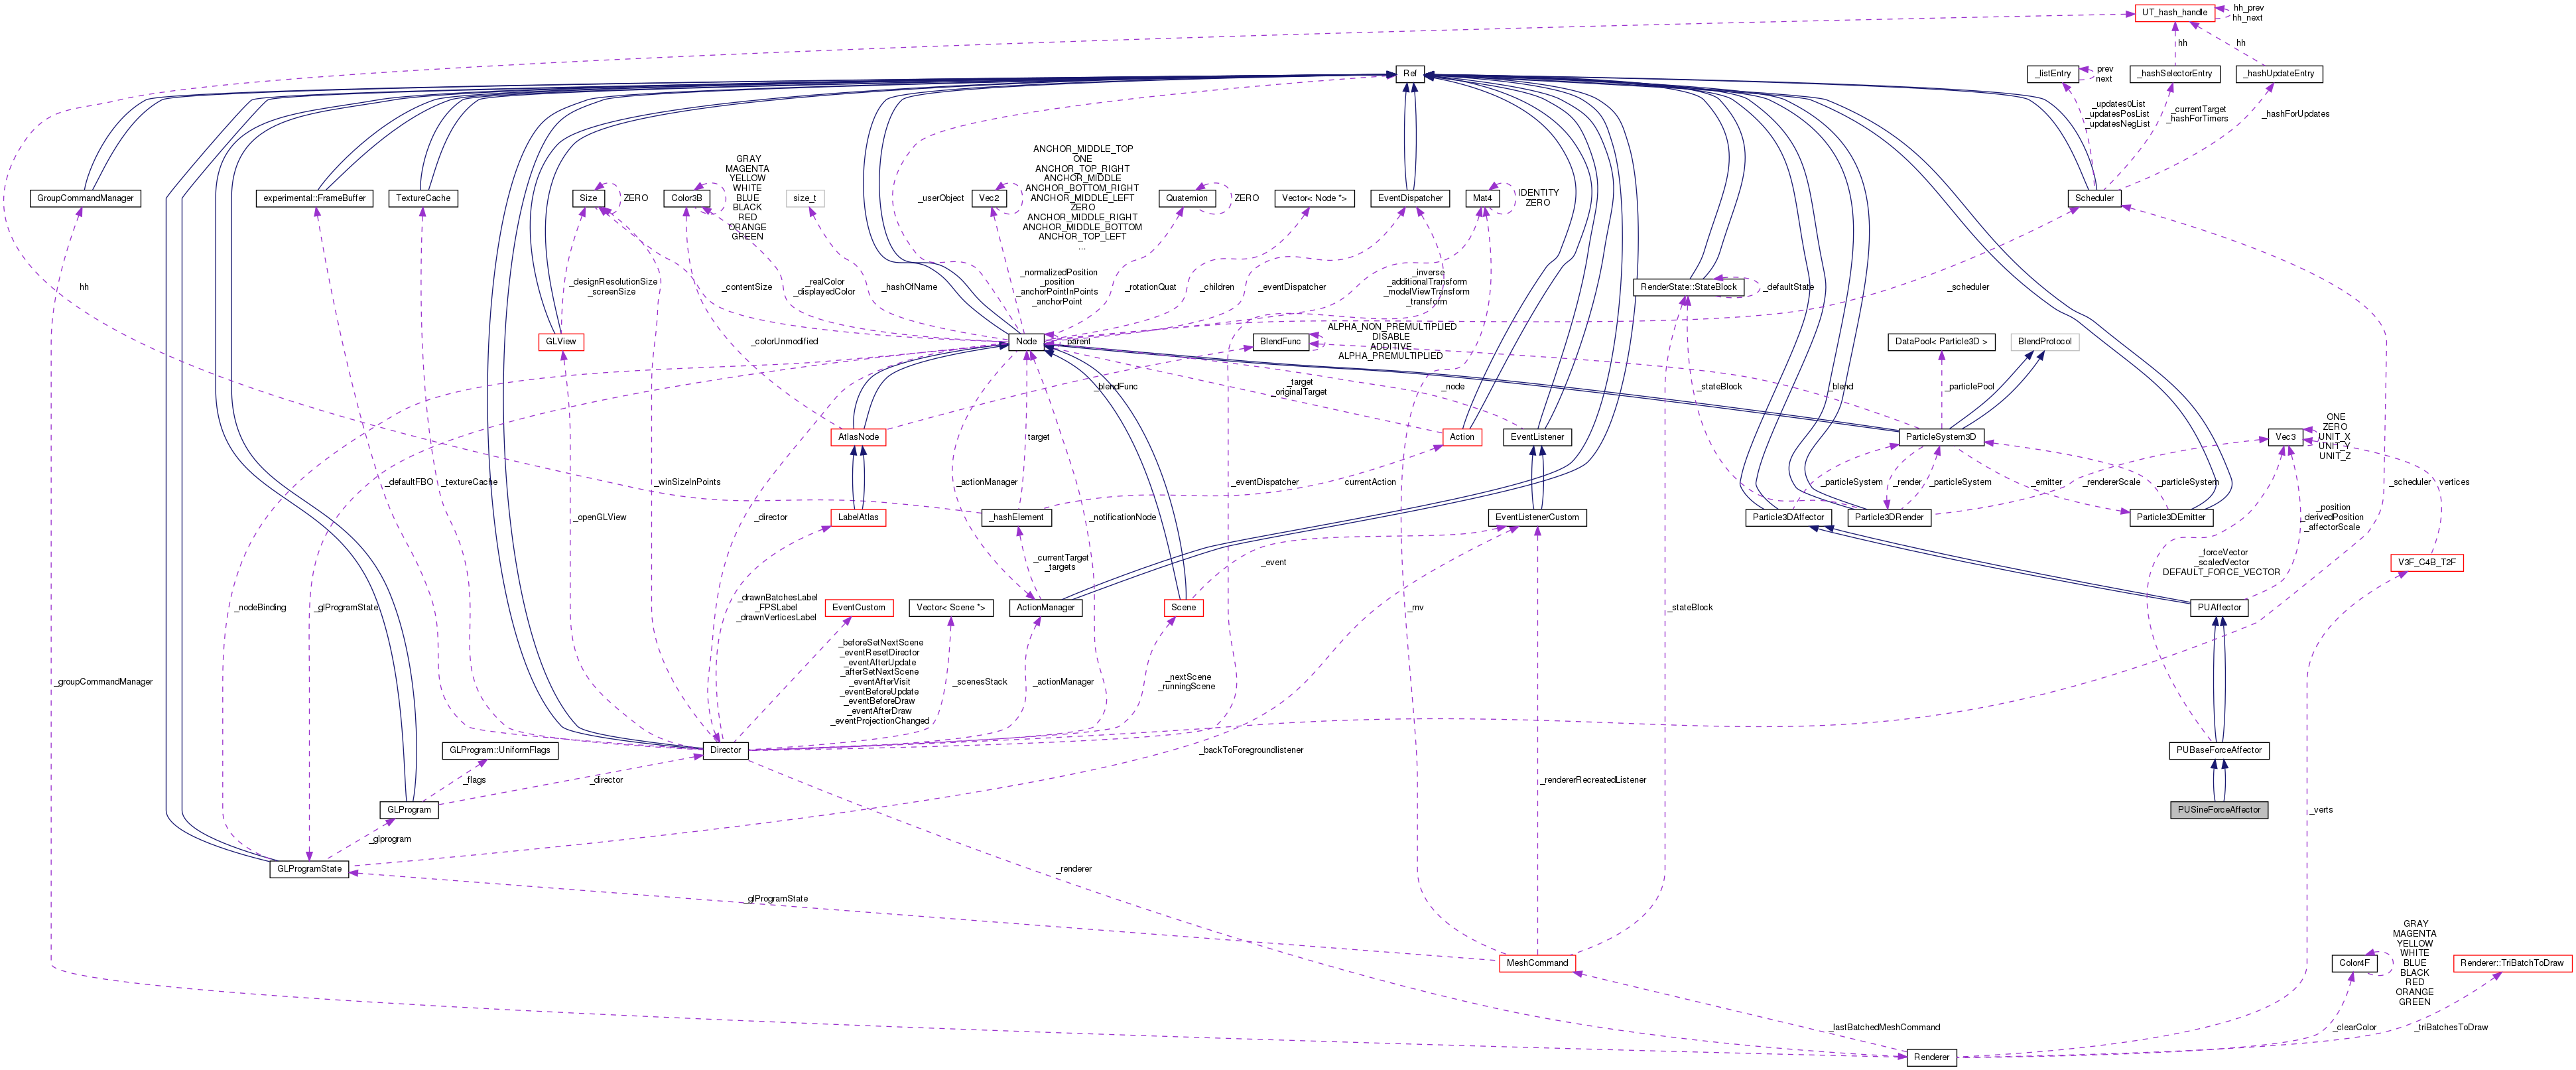 UT_hash_handle
hh_prev
hh_next
hh
hh
Ref
_listEntry
prev
next
_hashSelectorEntry
_hashUpdateEntry
_updates0List
_updatesPosList
_updatesNegList
_currentTarget
_hashForTimers
_hashForUpdates
GroupCommandManager
experimental::FrameBuffer
TextureCache
Size
ZERO
Color3B
GRAY
MAGENTA
YELLOW
WHITE
BLUE
BLACK
RED
ORANGE
GREEN
size_t
_userObject
Vec2
ANCHOR_MIDDLE_TOP
ONE
ANCHOR_TOP_RIGHT
ANCHOR_MIDDLE
ANCHOR_BOTTOM_RIGHT
ANCHOR_MIDDLE_LEFT
ZERO
ANCHOR_MIDDLE_RIGHT
ANCHOR_MIDDLE_BOTTOM
ANCHOR_TOP_LEFT
...
Quaternion
ZERO
Vector< Node *>
EventDispatcher
Mat4
IDENTITY
ZERO
Scheduler
hh
_designResolutionSize
_screenSize
_contentSize
_realColor
_displayedColor
_hashOfName
_normalizedPosition
_position
_anchorPointInPoints
_anchorPoint
_rotationQuat
_children
_eventDispatcher
_inverse
_additionalTransform
_modelViewTransform
_transform
RenderState::StateBlock
_defaultState
_scheduler
GLView
_colorUnmodified
Node
_parent
BlendFunc
ALPHA_NON_PREMULTIPLIED
DISABLE
ADDITIVE
ALPHA_PREMULTIPLIED
DataPool< Particle3D >
BlendProtocol
_blendFunc
_target
_originalTarget
_node
_stateBlock
_blend
_particlePool
AtlasNode
target
Action
EventListener
ParticleSystem3D
Vec3
ONE
ZERO
UNIT_X
UNIT_Y
UNIT_Z
_defaultFBO
_textureCache
_winSizeInPoints
_actionManager
_eventDispatcher
currentAction
_particleSystem
_render
_particleSystem
_emitter
_rendererScale
_particleSystem
_scheduler
vertices
_openGLView
_director
LabelAtlas
_hashElement
_notificationNode
EventListenerCustom
Particle3DAffector
Particle3DRender
Particle3DEmitter
_position
_derivedPosition
_affectorScale
_currentTarget
_targets
_event
_forceVector
_scaledVector
DEFAULT_FORCE_VECTOR
V3F_C4B_T2F
_nodeBinding
_glProgramState
_drawnBatchesLabel
_FPSLabel
_drawnVerticesLabel
EventCustom
Vector< Scene *>
ActionManager
Scene
_mv
_stateBlock
PUAffector
_groupCommandManager
_beforeSetNextScene
_eventResetDirector
_eventAfterUpdate
_afterSetNextScene
_eventAfterVisit
_eventBeforeUpdate
_eventBeforeDraw
_eventAfterDraw
_eventProjectionChanged
_scenesStack
_actionManager
_nextScene
_runningScene
GLProgram::UniformFlags
Director
_backToForegroundlistener
PUBaseForceAffector
_flags
_director
_rendererRecreatedListener
GLProgram
PUSineForceAffector
_verts
_glprogram
GLProgramState
_renderer
_glProgramState
MeshCommand
Color4F
GRAY
MAGENTA
YELLOW
WHITE
BLUE
BLACK
RED
ORANGE
GREEN
Renderer::TriBatchToDraw
_lastBatchedMeshCommand
_clearColor
_triBatchesToDraw
Renderer